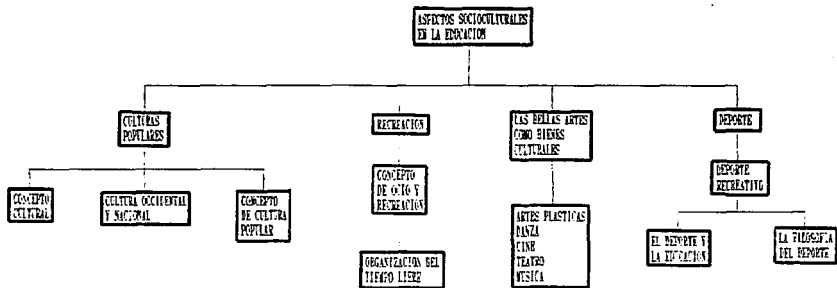 ASPECTOS SOCIOCULTURALES
EN LA EDUCACION
CULTURAS
POPULARES
RECREACION
LAS BELLAS ARTES
COMO BIENES
CULTURALES
DEPORTE
CONCEPTO
CULTURAL
CULTURA OCCIDENTAL
Y NACIONAL
CONCEPTO
DE CULTURA
POPULAR
CONCEPTO
DE OCIO Y
RECREACION
ORGANIZACION DEL
TIEMPO LIBRE
ARTES PLASTICAS
DANZA
CINE
TEATRO
MUSICA
DEPORTE
RECREATIVO
EL DEPORTE Y
LA EDUCACION
LA FILOSOFIA
DEL DEPORTE